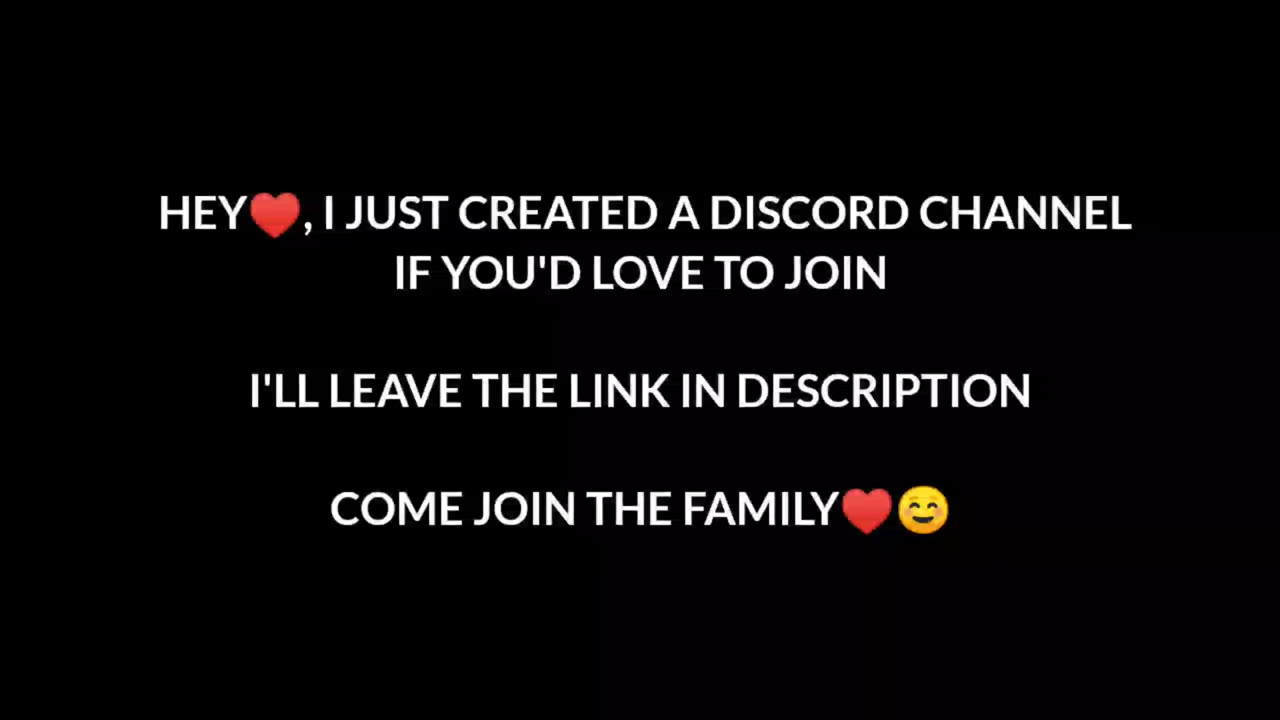 HEY♥️, I JUST CREATED A DISCORD CHANNEL
IF YOU'D LOVE TO JOIN
I'LL LEAVE THE LINK IN DESCRIPTION
COME JOIN THE FAMILY♥️☺️